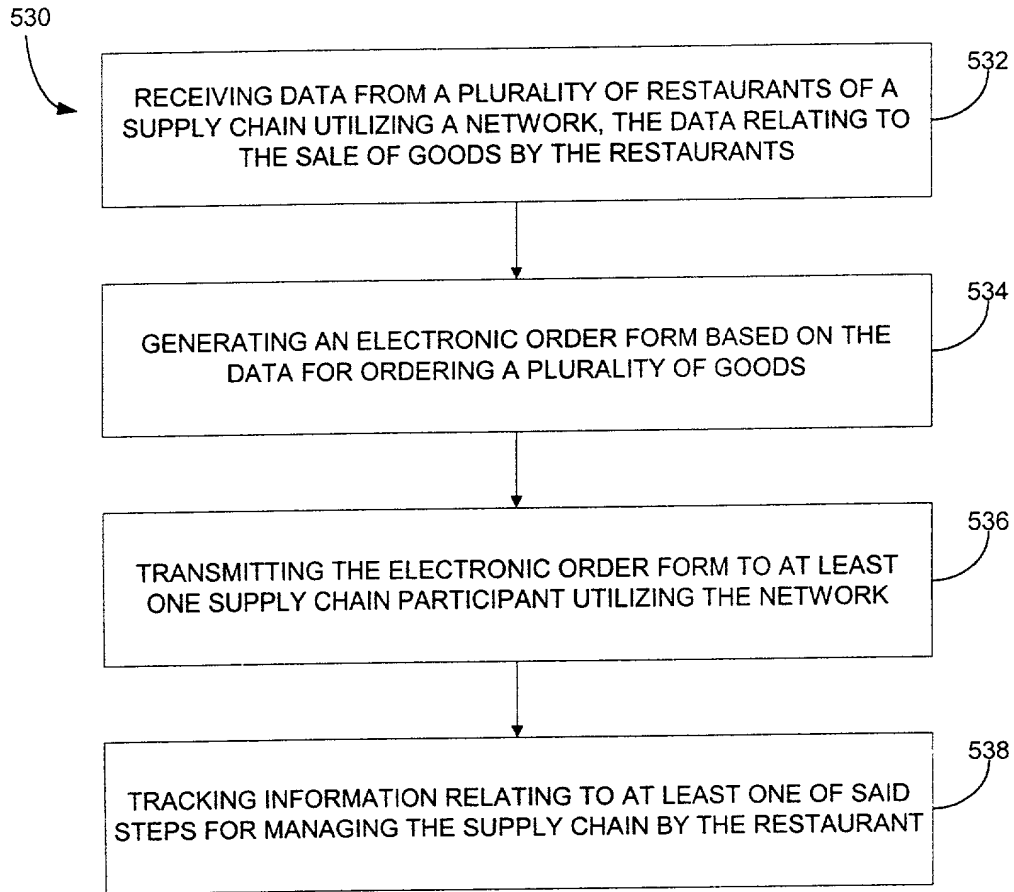 530
532
RECEIVING DATA FROM A PLURALITY OF RESTAURANTS OF A
SUPPLY CHAIN UTILIZING A NETWORK, THE DATA RELATING TO
THE SALE OF GOODS BY THE RESTAURANTS
534
GENERATING AN ELECTRONIC ORDER FORM BASED ON THE
DATA FOR ORDERING A PLURALITY OF GOODS
536
TRANSMITTING THE ELECTRONIC ORDER FORM TO AT LEAST
ONE SUPPLY CHAIN PARTICIPANT UTILIZING THE NETWORK
538
TRACKING INFORMATION RELATING TO AT LEAST ONE OF SAID
STEPS FOR MANAGING THE SUPPLY CHAIN BY THE RESTAURANT